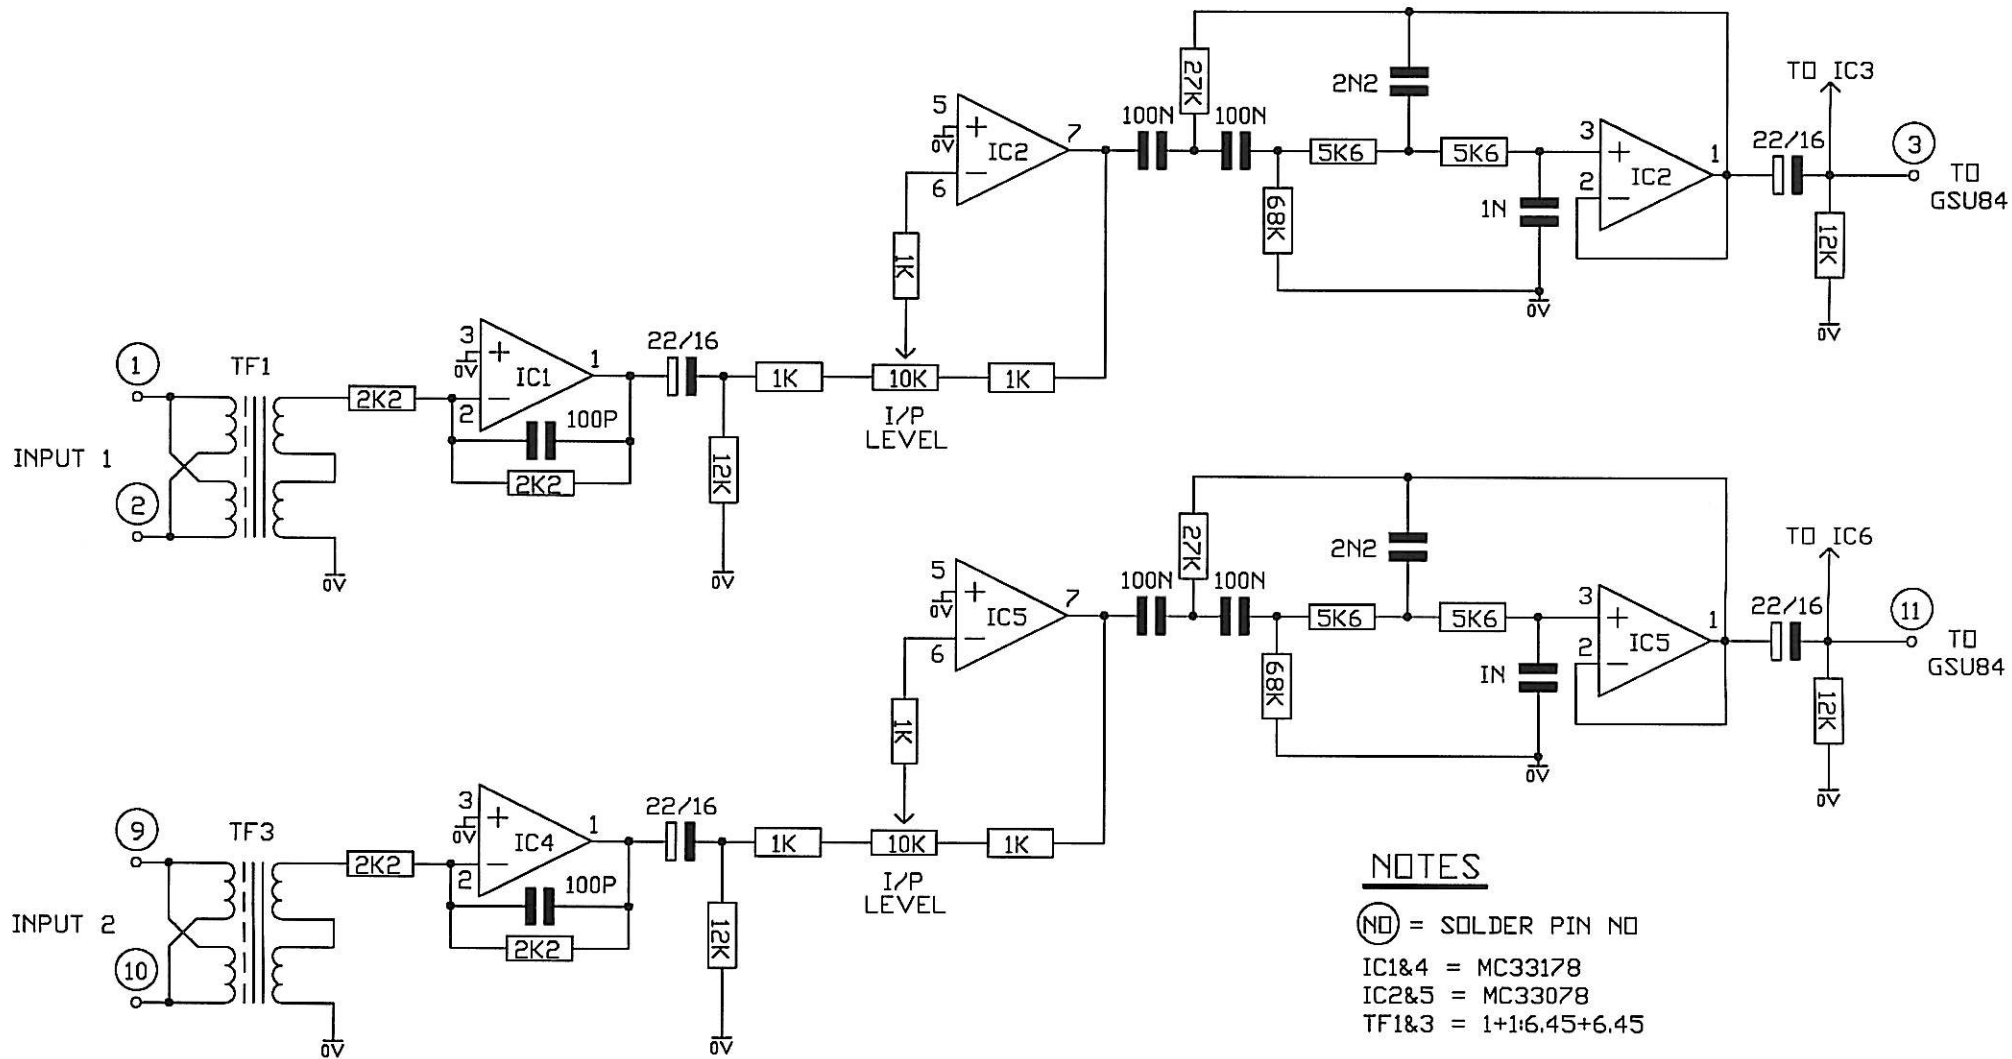 TO IC3
27K
2N2
5
+
0V
IC2
7
6
−
100N
100N
5K6
5K6
3
+
2
−
IC2
1
22/16
3
TO
GSU84
1K
68K
1N
12K
0V
0V
1
TF1
INPUT 1
2
2K2
3
+
0V
IC1
1
2
−
100P
2K2
22/16
1K
10K
1K
I/P
LEVEL
12K
0V
0V
TO IC6
27K
2N2
5
+
0V
IC5
7
6
−
100N
100N
5K6
5K6
3
+
2
−
IC5
1
22/16
11
TO
GSU84
1K
68K
IN
12K
0V
0V
9
TF3
INPUT 2
10
2K2
3
+
0V
IC4
1
2
−
100P
2K2
22/16
1K
10K
1K
I/P
LEVEL
12K
0V
0V
NOTES
NO = SOLDER PIN NO
IC1&4 = MC33178
IC2&5 = MC33078
TF1&3 = 1+1:6.45+6.45